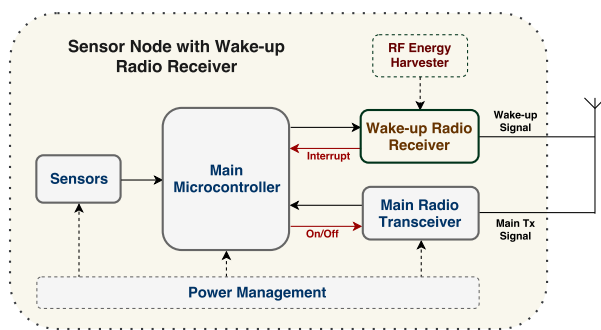 Sensor Node with Wake-up
Radio Receiver
RF Energy
Harvester
Wake-up Radio
Receiver
Wake-up
Signal
Interrupt
Main
Microcontroller
Sensors
Main Radio
Transceiver
On/Off
Main Tx
Signal
Power Management